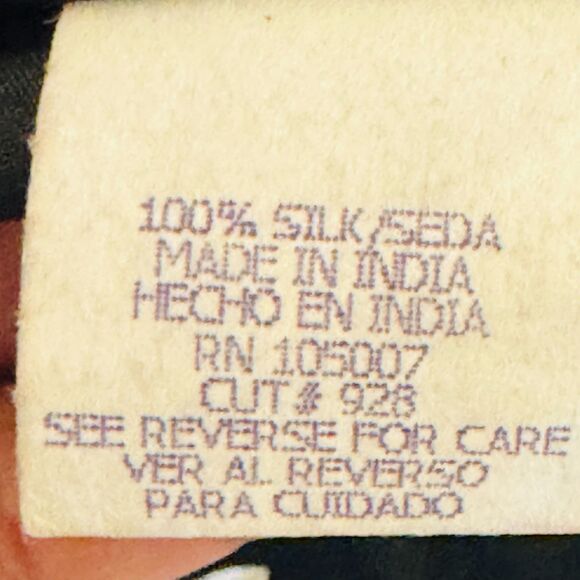 100% SILK/SEDA
MADE IN INDIA
HECHO EN INDIA
RN 105007
CUT# 928
SEE REVERSE FOR CARE
VER AL REVERSO
PARA CUIDADO